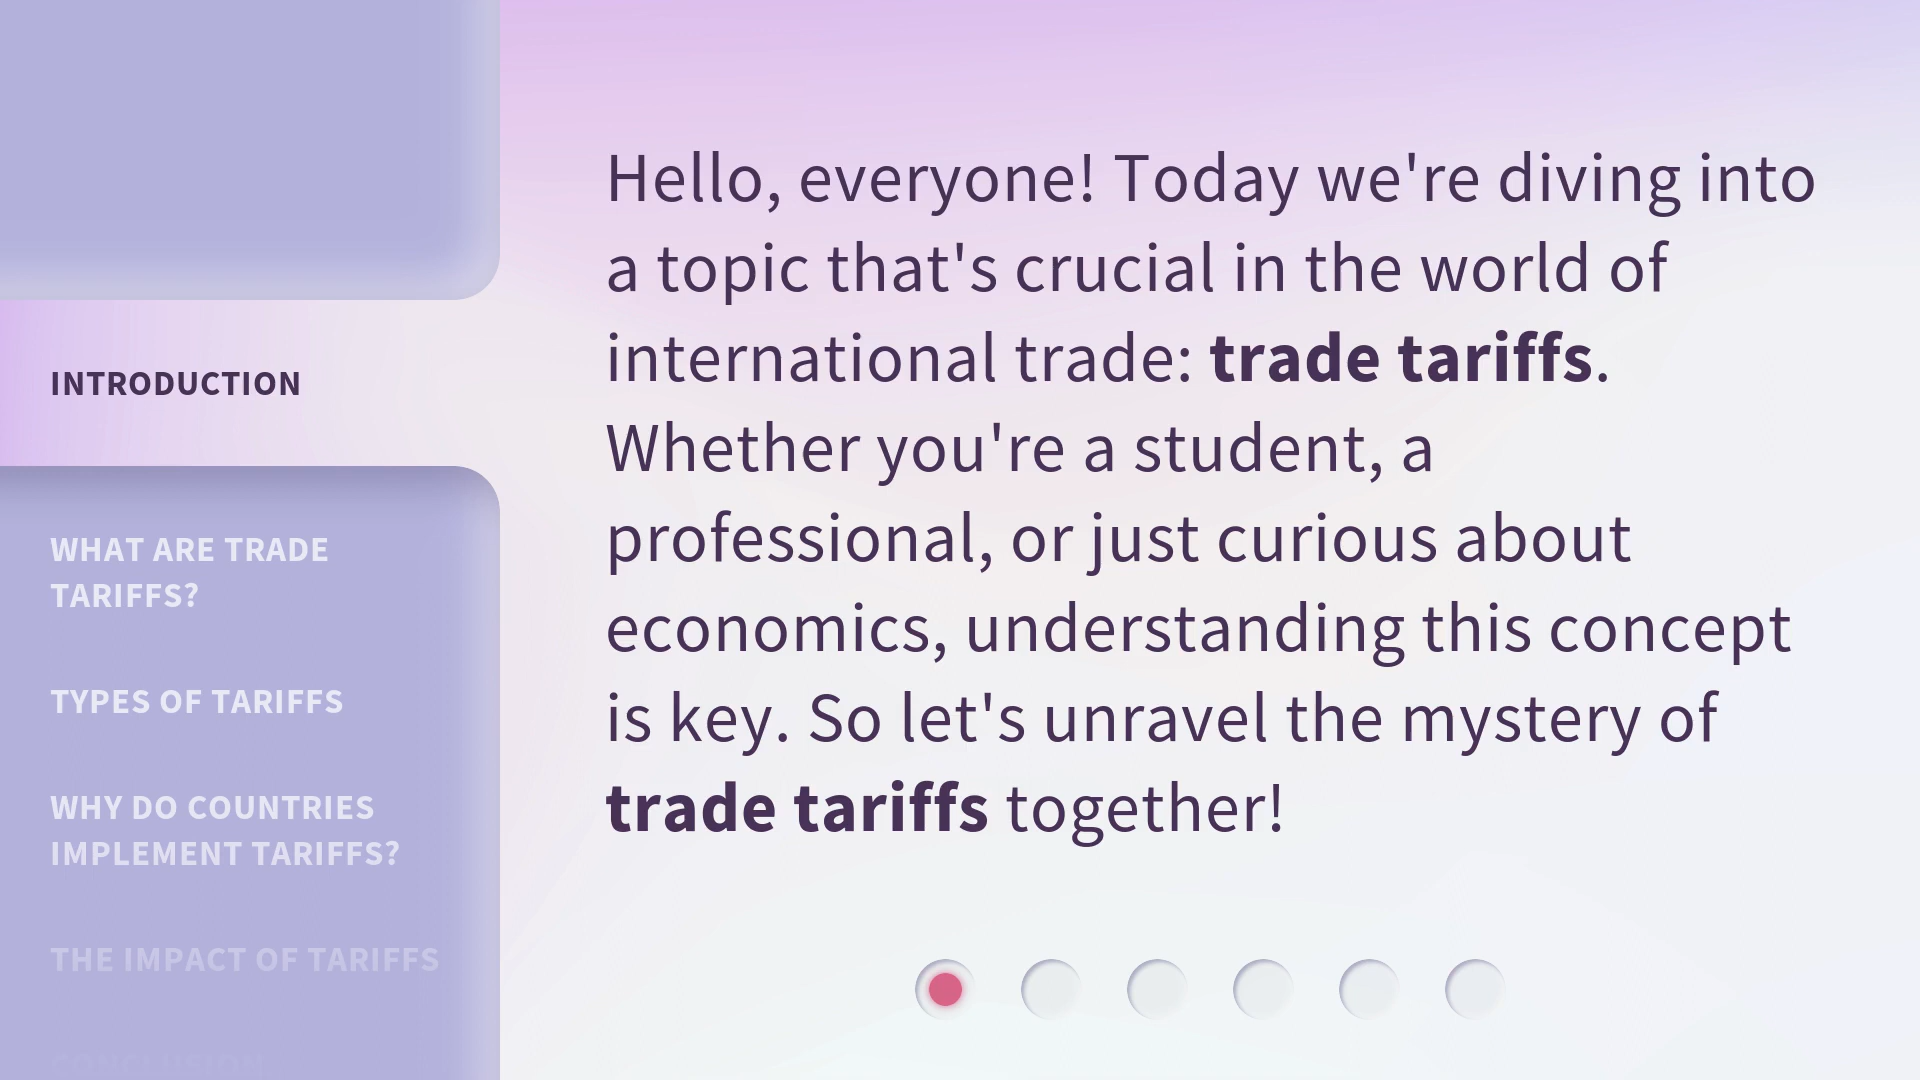 INTRODUCTION
WHAT ARE TRADE
TARIFFS?
TYPES OF TARIFFS
WHY DO COUNTRIES
IMPLEMENT TARIFFS?
THE IMPACT OF TARIFFS
CONCLUSION
Hello, everyone! Today we're diving into
a topic that's crucial in the world of
international trade: trade tariffs.
Whether you're a student, a
professional, or just curious about
economics, understanding this concept
is key. So let's unravel the mystery of
trade tariffs together!